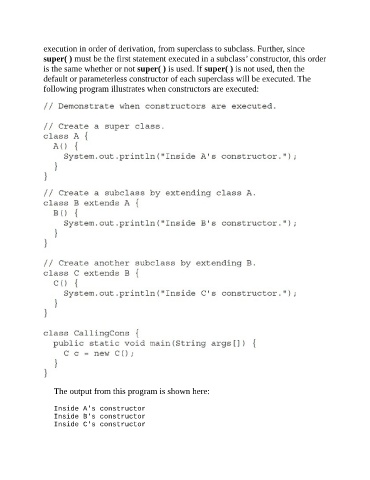 execution in order of derivation, from superclass to subclass. Further, since
super( ) must be the first statement executed in a subclass' constructor, this order
is the same whether or not super( ) is used. If super( ) is not used, then the
default or parameterless constructor of each superclass will be executed. The
following program illustrates when constructors are executed:
// Demonstrate when constructors are executed.
// Create a super class.
class A {
A() {
System.out.println("Inside A's constructor.");
}
}
// Create a subclass by extending class A.
class B extends A {
B() {
System.out.println("Inside B's constructor.");
}
}
// Create another subclass by extending B.
class C extends B {
C() {
System.out.println("Inside C's constructor.");
}
}
class CallingCons {
public static void main(String args[]) {
C c = new C();
}
}
The output from this program is shown here:
Inside A's constructor
Inside B's constructor
Inside C's constructor